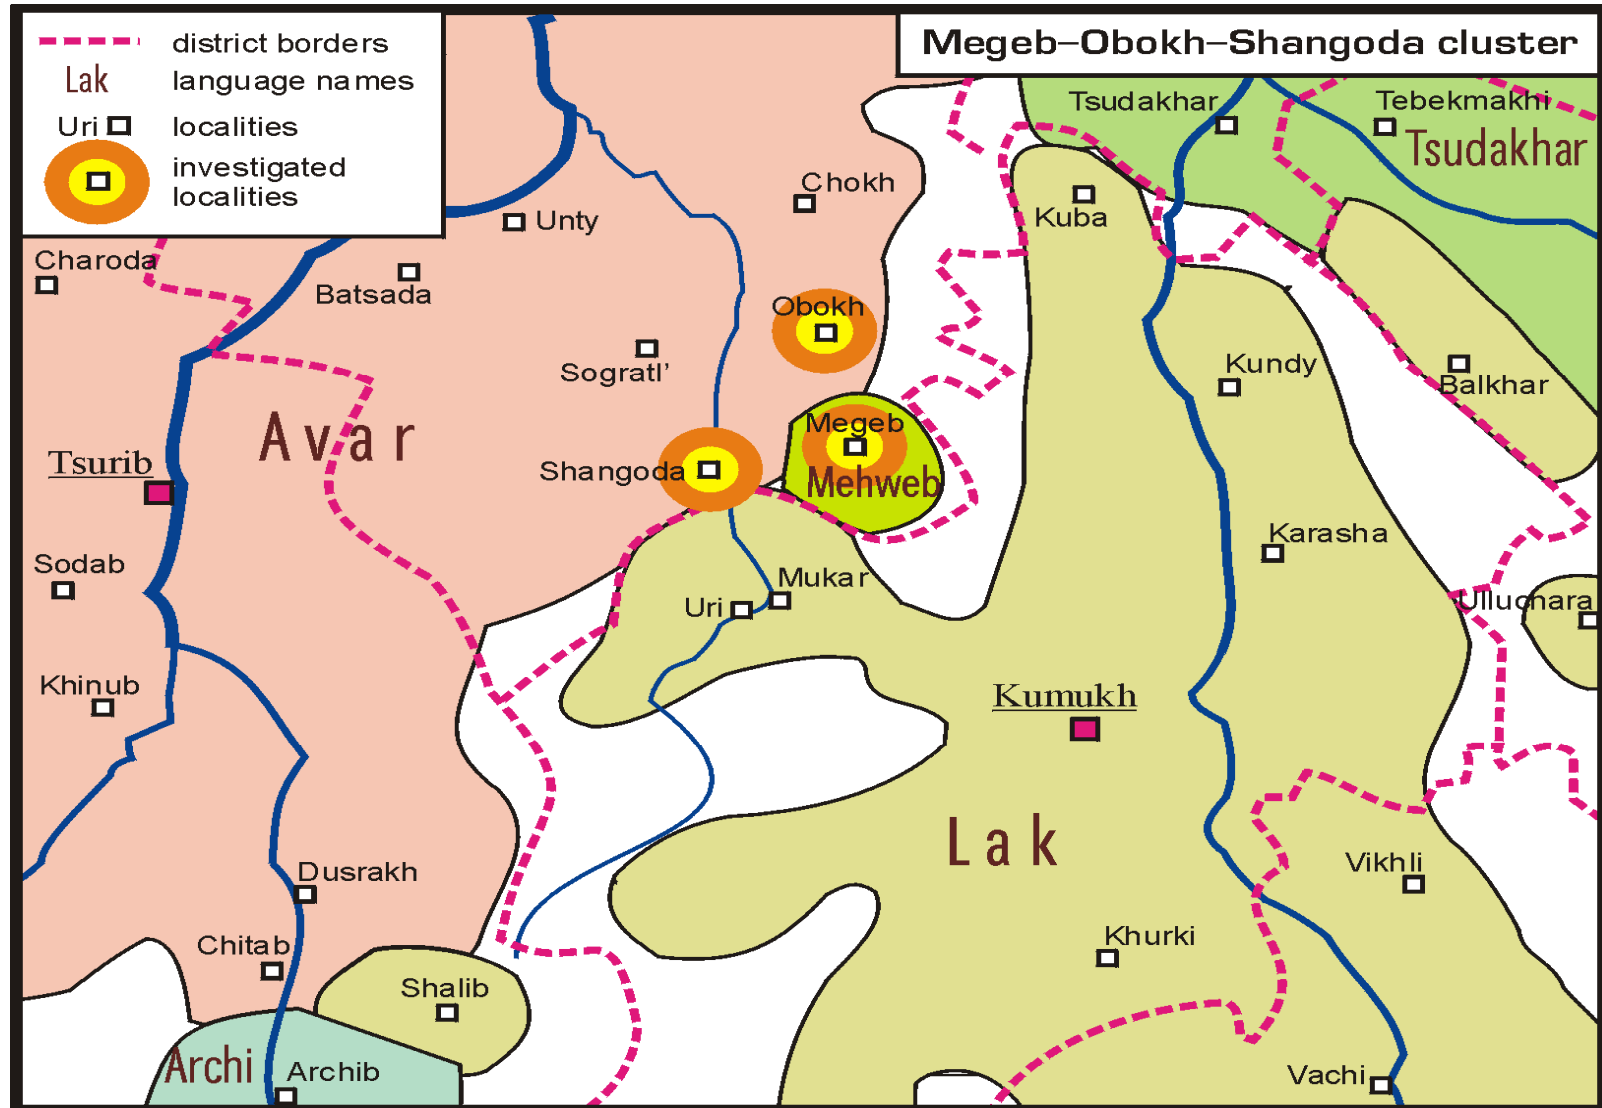 Megeb–Obokh–Shangoda cluster
district borders
Lak
language names
Uri
localities
investigated
localities
Tsudakhar
Tebekmakhi
Tsudakhar
Chokh
Kuba
Unty
Charoda
Batsada
Obokh
Sogratl’
Kundy
Balkhar
Avar
Megeb
Mehweb
Tsurib
Shangoda
Karasha
Sodab
Mukar
Uri
Ulluchara
Khinub
Kumukh
Lak
Vikhli
Dusrakh
Khurki
Chitab
Shalib
Archi
Archib
Vachi